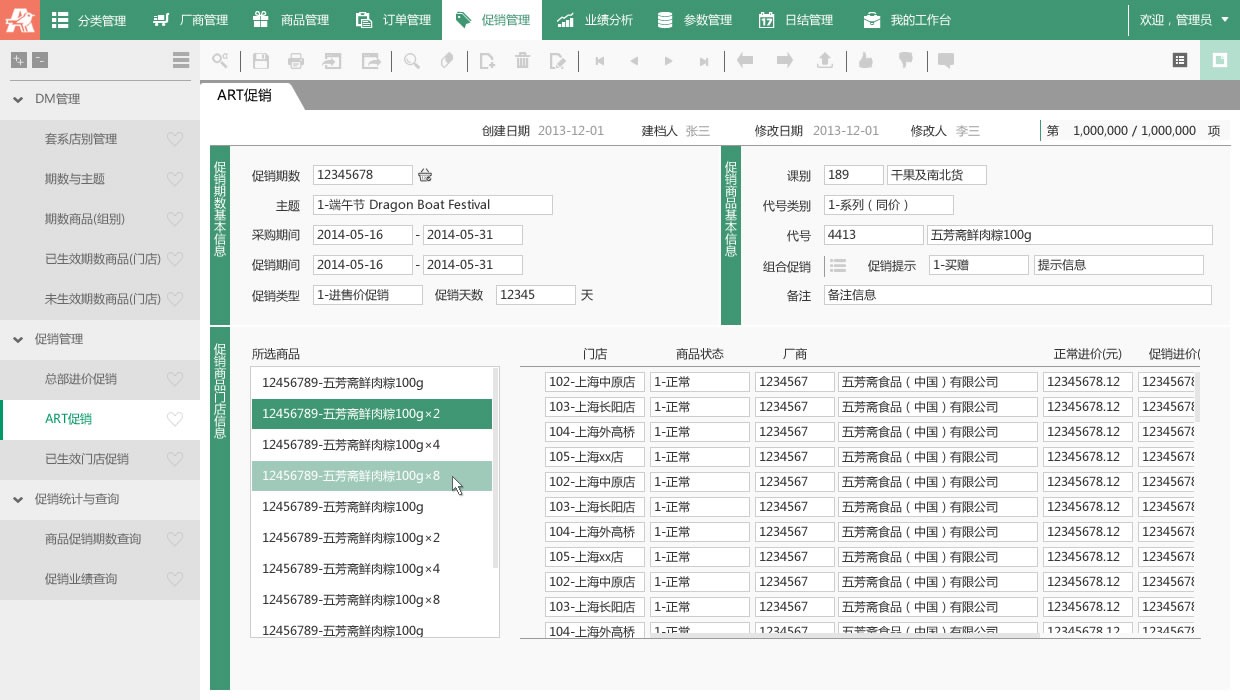 分类管理 厂商管理 商品管理 订单管理 促销管理 业绩分析 参数管理 日结管理 我的工作台 欢迎，管理员
DM管理
套系店别管理
期数与主题
期数商品(组别)
已生效期数商品(门店)
未生效期数商品(门店)
促销管理
总部进价促销
ART促销
已生效门店促销
促销统计与查询
商品促销期数查询
促销业绩查询
ART促销
创建日期 2013-12-01 建档人 张三 修改日期 2013-12-01 修改人 李三 第 1,000,000 / 1,000,000 项
促销期数基本信息
促销期数 12345678
主题 1-端午节 Dragon Boat Festival
采购期间 2014-05-16 - 2014-05-31
促销期间 2014-05-16 - 2014-05-31
促销类型 1-进售价促销 促销天数 12345 天
促销商品基本信息
课别 189 干果及南北货
代号类别 1-系列（同价）
代号 4413 五芳斋鲜肉粽100g
组合促销 促销提示 1-买赠 提示信息
备注 备注信息
促销商品门店信息
所选商品
12456789-五芳斋鲜肉粽100g
12456789-五芳斋鲜肉粽100g×2
12456789-五芳斋鲜肉粽100g×4
12456789-五芳斋鲜肉粽100g×8
12456789-五芳斋鲜肉粽100g
12456789-五芳斋鲜肉粽100g×2
12456789-五芳斋鲜肉粽100g×4
12456789-五芳斋鲜肉粽100g×8
12456789-五芳斋鲜肉粽100g
门店 商品状态 厂商 正常进价(元) 促销进价(
102-上海中原店 1-正常 1234567 五芳斋食品（中国）有限公司 12345678.12 12345678
103-上海长阳店 1-正常 1234567 五芳斋食品（中国）有限公司 12345678.12 12345678
104-上海外高桥 1-正常 1234567 五芳斋食品（中国）有限公司 12345678.12 12345678
105-上海xx店 1-正常 1234567 五芳斋食品（中国）有限公司 12345678.12 12345678
102-上海中原店 1-正常 1234567 五芳斋食品（中国）有限公司 12345678.12 12345678
103-上海长阳店 1-正常 1234567 五芳斋食品（中国）有限公司 12345678.12 12345678
104-上海外高桥 1-正常 1234567 五芳斋食品（中国）有限公司 12345678.12 12345678
105-上海xx店 1-正常 1234567 五芳斋食品（中国）有限公司 12345678.12 12345678
102-上海中原店 1-正常 1234567 五芳斋食品（中国）有限公司 12345678.12 12345678
103-上海长阳店 1-正常 1234567 五芳斋食品（中国）有限公司 12345678.12 12345678
104-上海外高桥 1-正常 1234567 五芳斋食品（中国）有限公司 12345678.12 12345678